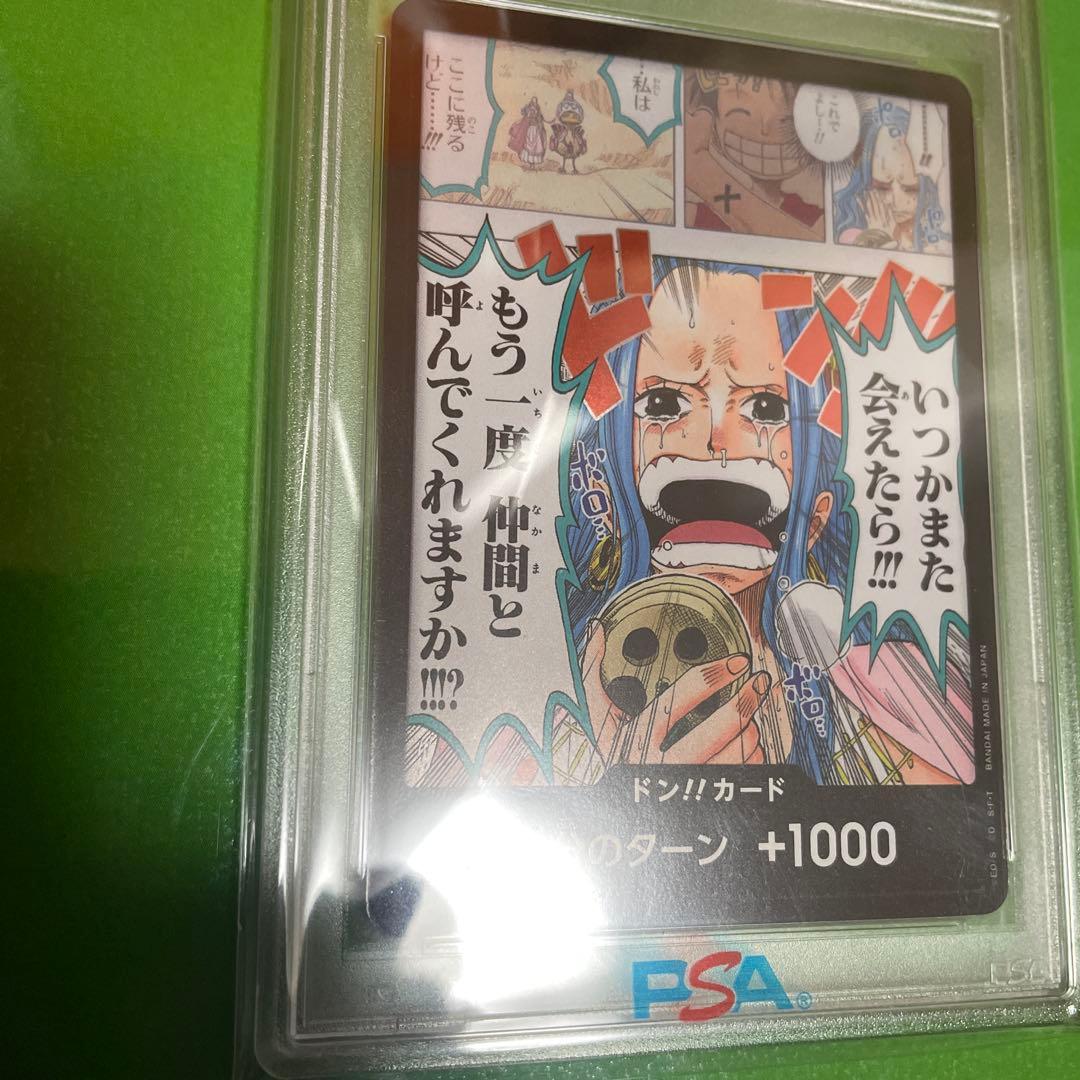 ………!!
これで
よし…!!
…私は
ここに残る
けど……!!!
いつかまた
会えたら!!!
もう一度 仲間と
呼んでくれますか!!!?
ドン!!
ボロ…
ボロ…
ドン!!カード
のターン +1000
BANDAI MADE IN JAPAN
PSA®
PSA